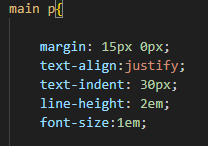 main p{
margin: 15px 0px;
text-align:justify;
text-indent: 30px;
line-height: 2em;
font-size:1em;